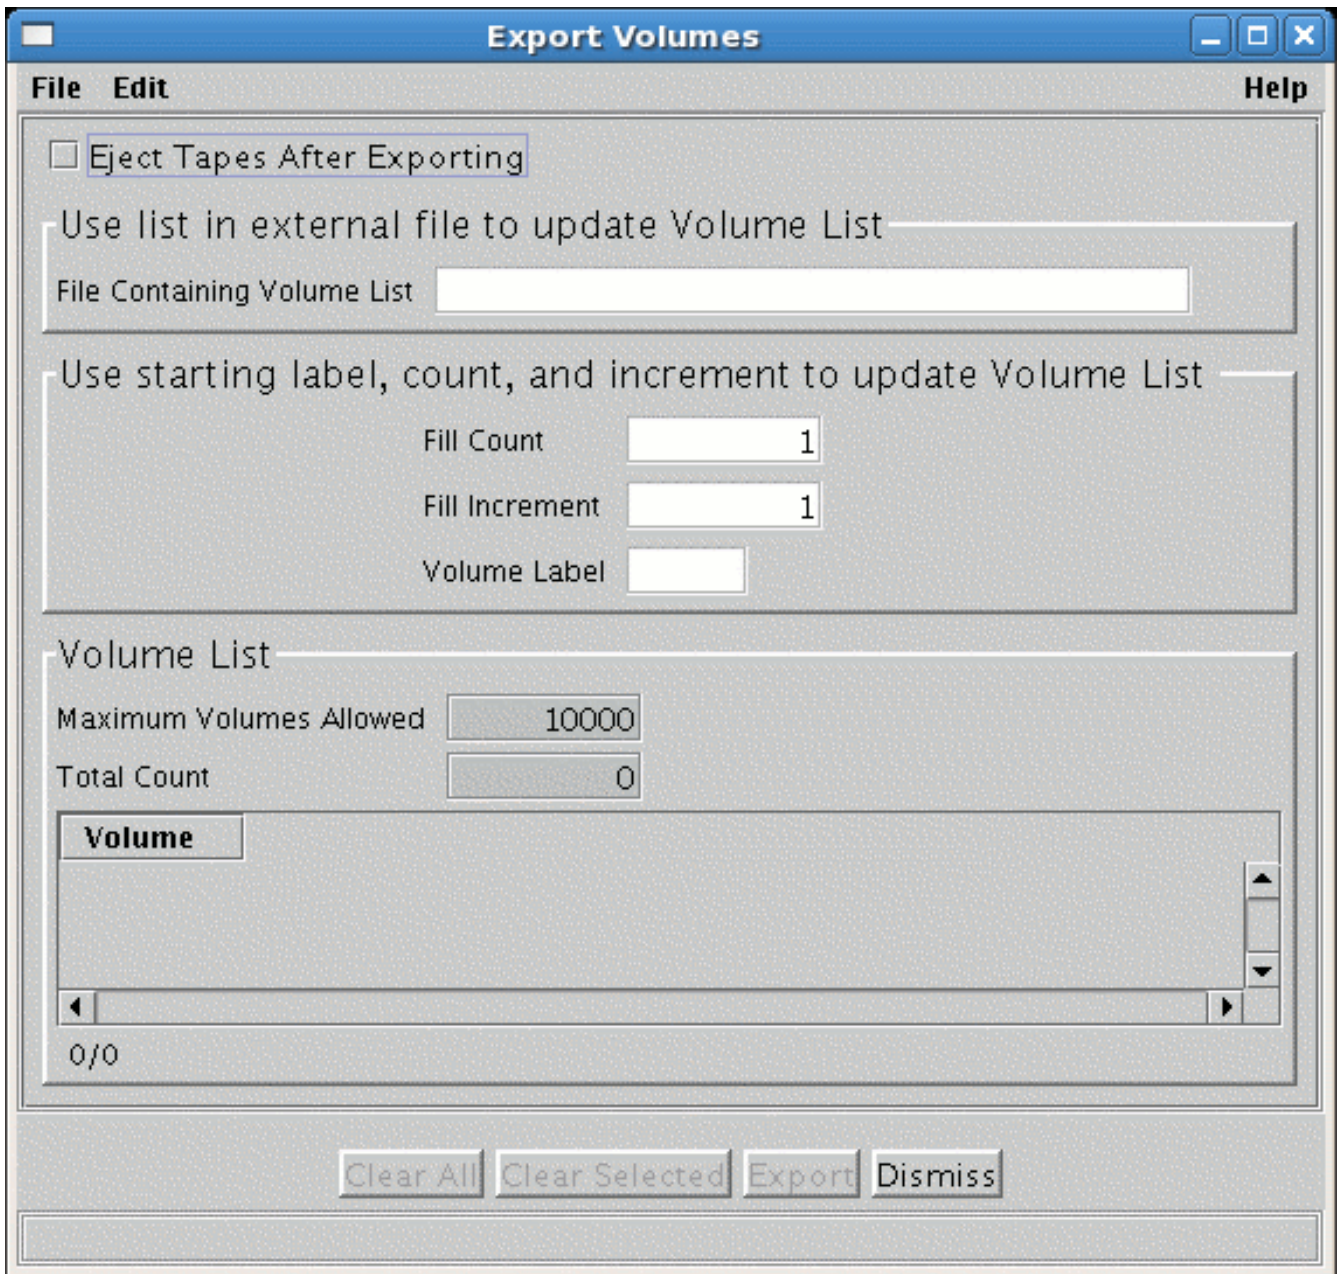 Export Volumes
File Edit Help
Eject Tapes After Exporting
Use list in external file to update Volume List
File Containing Volume List
Use starting label, count, and increment to update Volume List
Fill Count 1
Fill Increment 1
Volume Label
Volume List
Maximum Volumes Allowed 10000
Total Count 0
Volume
0/0
Clear All Clear Selected Export Dismiss